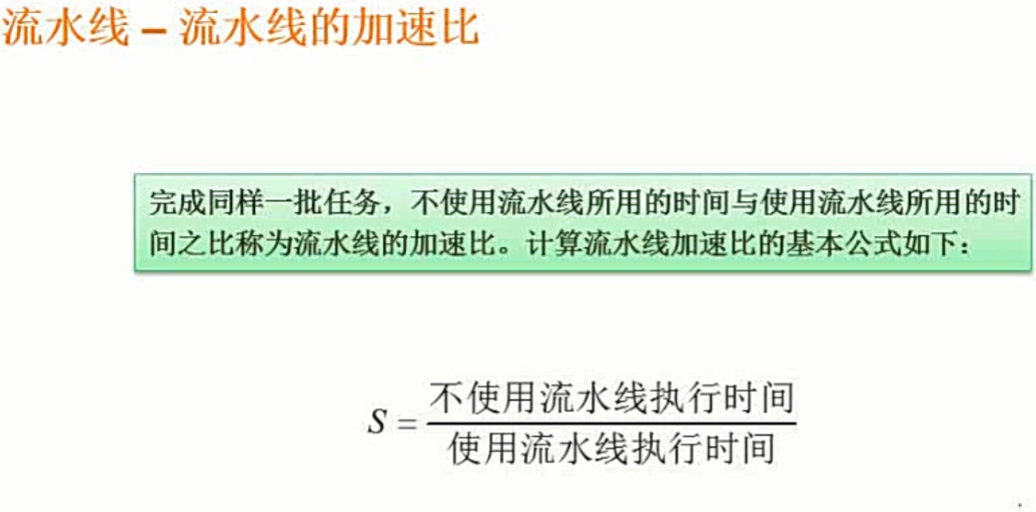 流水线 – 流水线的加速比
完成同样一批任务，不使用流水线所用的时间与使用流水线所用的时
间之比称为流水线的加速比。计算流水线加速比的基本公式如下：
S = 不使用流水线执行时间
使用流水线执行时间